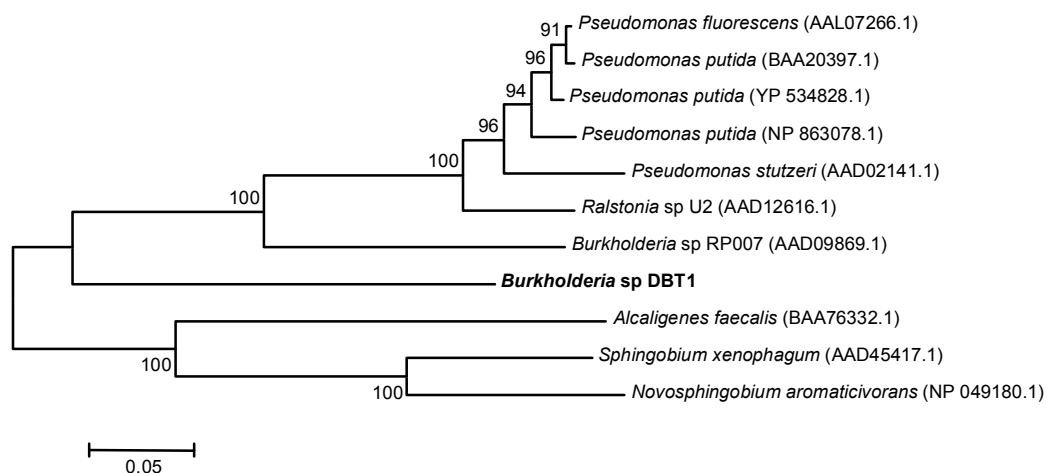 Pseudomonas fluorescens (AAL07266.1)
91
Pseudomonas putida (BAA20397.1)
96
Pseudomonas putida (YP 534828.1)
94
Pseudomonas putida (NP 863078.1)
96
Pseudomonas stutzeri (AAD02141.1)
100
Ralstonia sp U2 (AAD12616.1)
100
Burkholderia sp RP007 (AAD09869.1)
Burkholderia sp DBT1
Alcaligenes faecalis (BAA76332.1)
100
Sphingobium xenophagum (AAD45417.1)
100
Novosphingobium aromaticivorans (NP 049180.1)
0.05